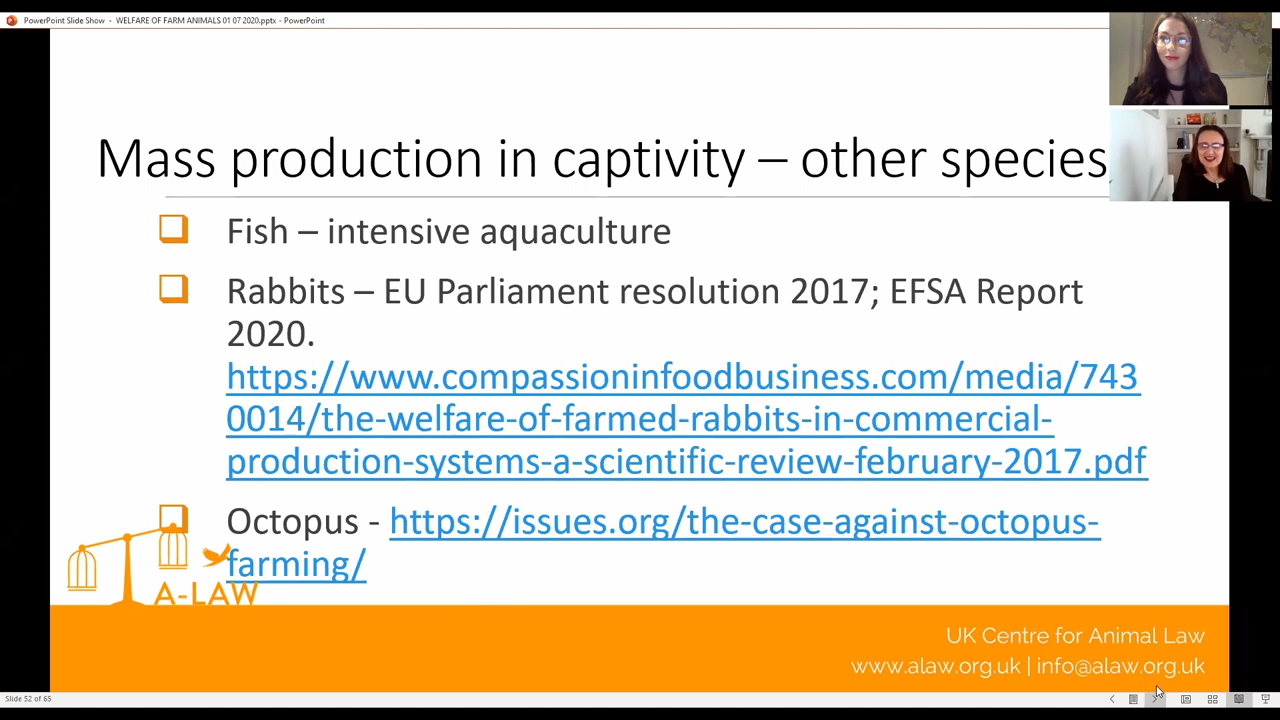 PowerPoint Slide Show - WELFARE OF FARM ANIMALS 01 07 2020.pptx - PowerPoint
Mass production in captivity – other species
Fish – intensive aquaculture
Rabbits – EU Parliament resolution 2017; EFSA Report
2020.
https://www.compassioninfoodbusiness.com/media/743
0014/the-welfare-of-farmed-rabbits-in-commercial-
production-systems-a-scientific-review-february-2017.pdf
Octopus - https://issues.org/the-case-against-octopus-
farming/
A-LAW
UK Centre for Animal Law
www.alaw.org.uk | info@alaw.org.uk
Slide 52 of 65